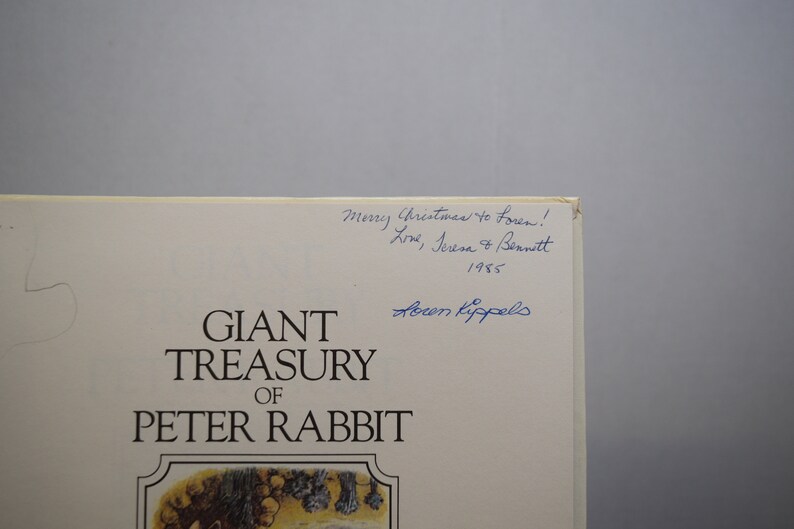 Merry Christmas to Loren!
Love, Teresa & Bennett
1985
Loren Kippels
GIANT
TREASURY
OF
PETER RABBIT